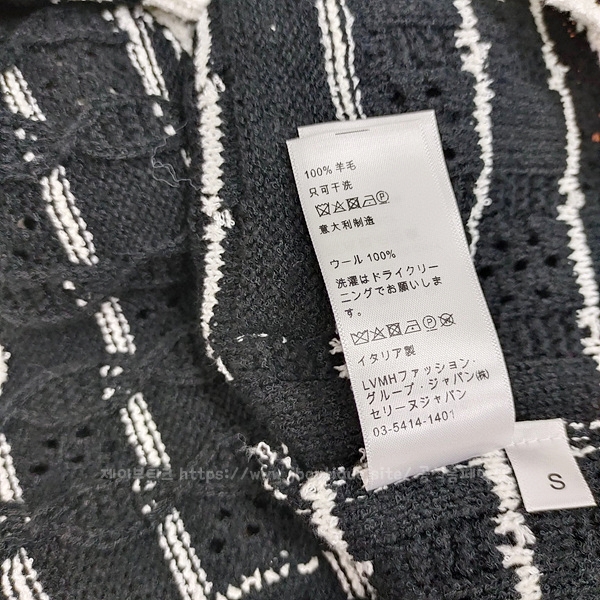 100% 羊毛
只可干洗
意大利制造
ウール 100%
洗濯はドライクリー
ニングでお願いしま
す。
イタリア製
LVMHファッション・
グループ・ジャパン㈱
セリーヌジャパン
03-5414-1401
S
https://www.